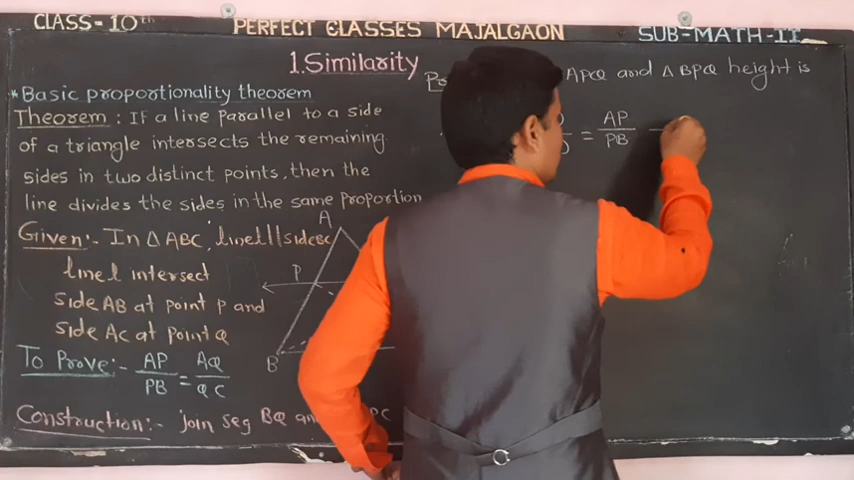 CLASS-10th PERFECT CLASSES MAJALGAON SUB-MATH-II
1.Similarity
*Basic proportionality theorem
Theorem : IF a line parallel to a side
of a triangle intersects the remaining
sides in two distinct points, then the
line divides the sides in the same proportion
Given:- In △ ABC, line l || side BC
line l intersect
side AB at point P and
side AC at point Q
To Prove:- AP/PB = AQ/QC
Construction:- join seg BQ PC
A
P
B
APQ and △ BPQ height is
= AP/PB